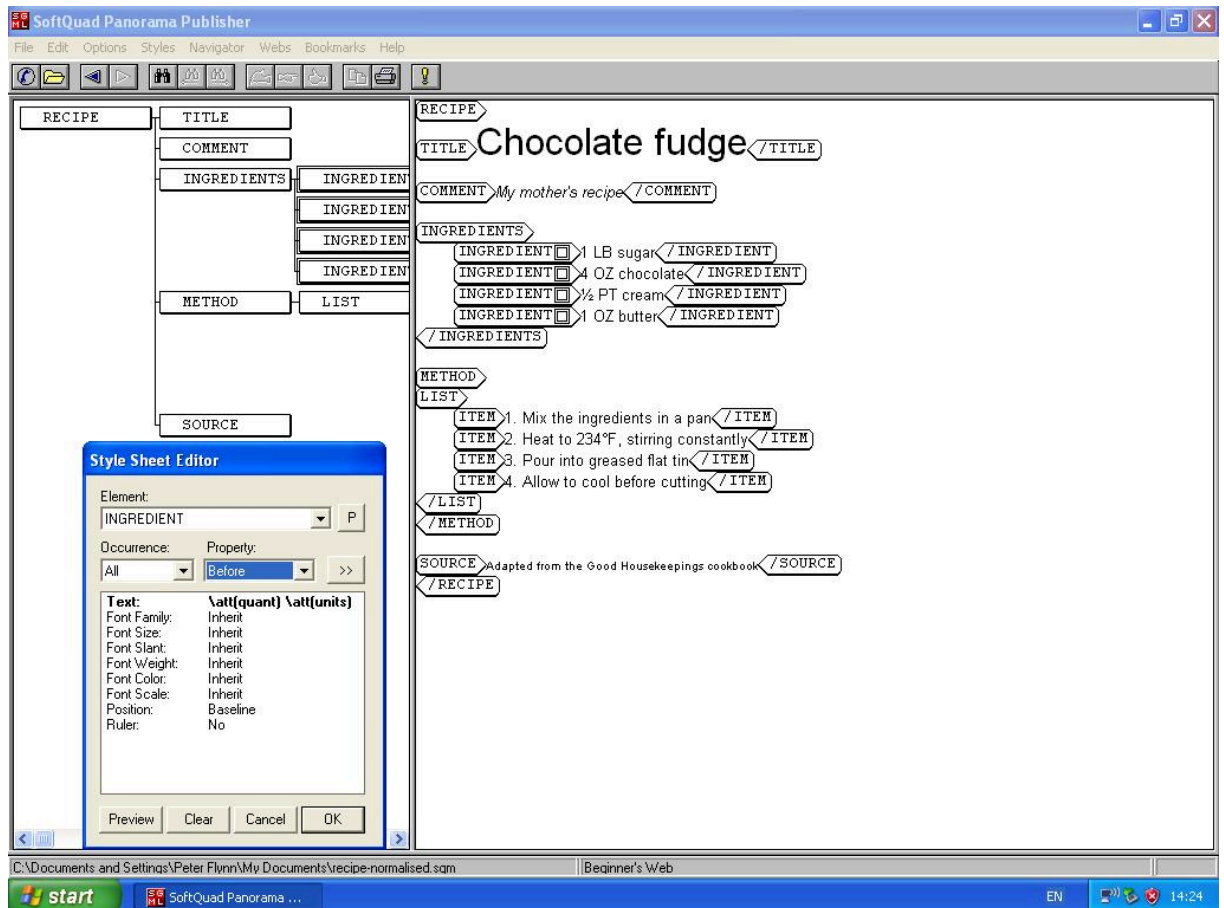 SGML SoftQuad Panorama Publisher
File Edit Options Styles Navigator Webs Bookmarks Help
RECIPE
TITLE
COMMENT
INGREDIENTS
INGREDIEN
INGREDIEN
INGREDIEN
INGREDIEN
METHOD
LIST
SOURCE
RECIPE
TITLE Chocolate fudge /TITLE
COMMENT My mother's recipe /COMMENT
INGREDIENTS
INGREDIENT 1 LB sugar /INGREDIENT
INGREDIENT 4 OZ chocolate /INGREDIENT
INGREDIENT ½ PT cream /INGREDIENT
INGREDIENT 1 OZ butter /INGREDIENT
/INGREDIENTS
METHOD
LIST
ITEM 1. Mix the ingredients in a pan /ITEM
ITEM 2. Heat to 234°F, stirring constantly /ITEM
ITEM 3. Pour into greased flat tin /ITEM
ITEM 4. Allow to cool before cutting /ITEM
/LIST
/METHOD
SOURCE Adapted from the Good Housekeepings cookbook /SOURCE
/RECIPE
Style Sheet Editor
Element:
INGREDIENT P
Occurrence: Property:
All Before >>
Text: \att(quant) \att(units)
Font Family: Inherit
Font Size: Inherit
Font Slant: Inherit
Font Weight: Inherit
Font Color: Inherit
Font Scale: Inherit
Position: Baseline
Ruler: No
Preview Clear Cancel OK
C:\Documents and Settings\Peter Flynn\My Documents\recipe-normalised.sgm Beginner's Web
start SGML SoftQuad Panorama ... EN 14:24